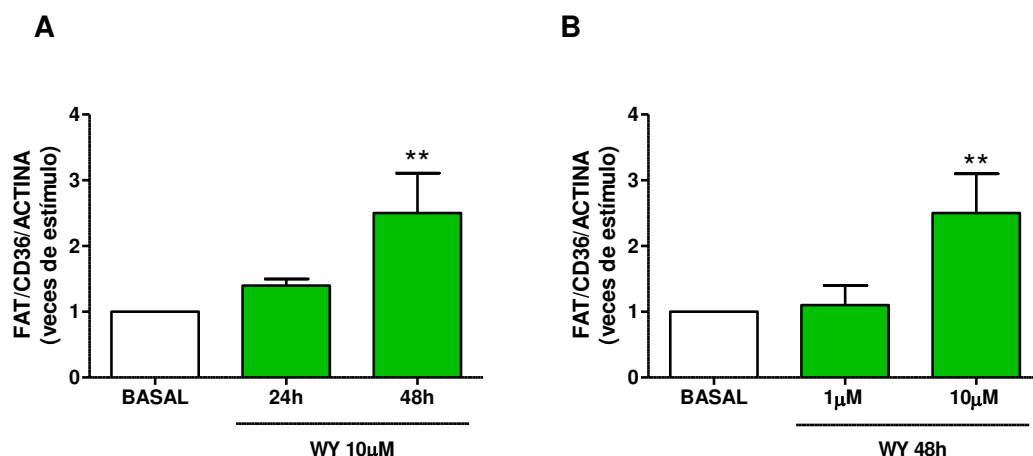 A
FAT/CD36/ACTINA
(veces de estímulo)
4
3
2
1
0
**
BASAL
24h
48h
WY 10µM
B
FAT/CD36/ACTINA
(veces de estímulo)
4
3
2
1
0
**
BASAL
1µM
10µM
WY 48h